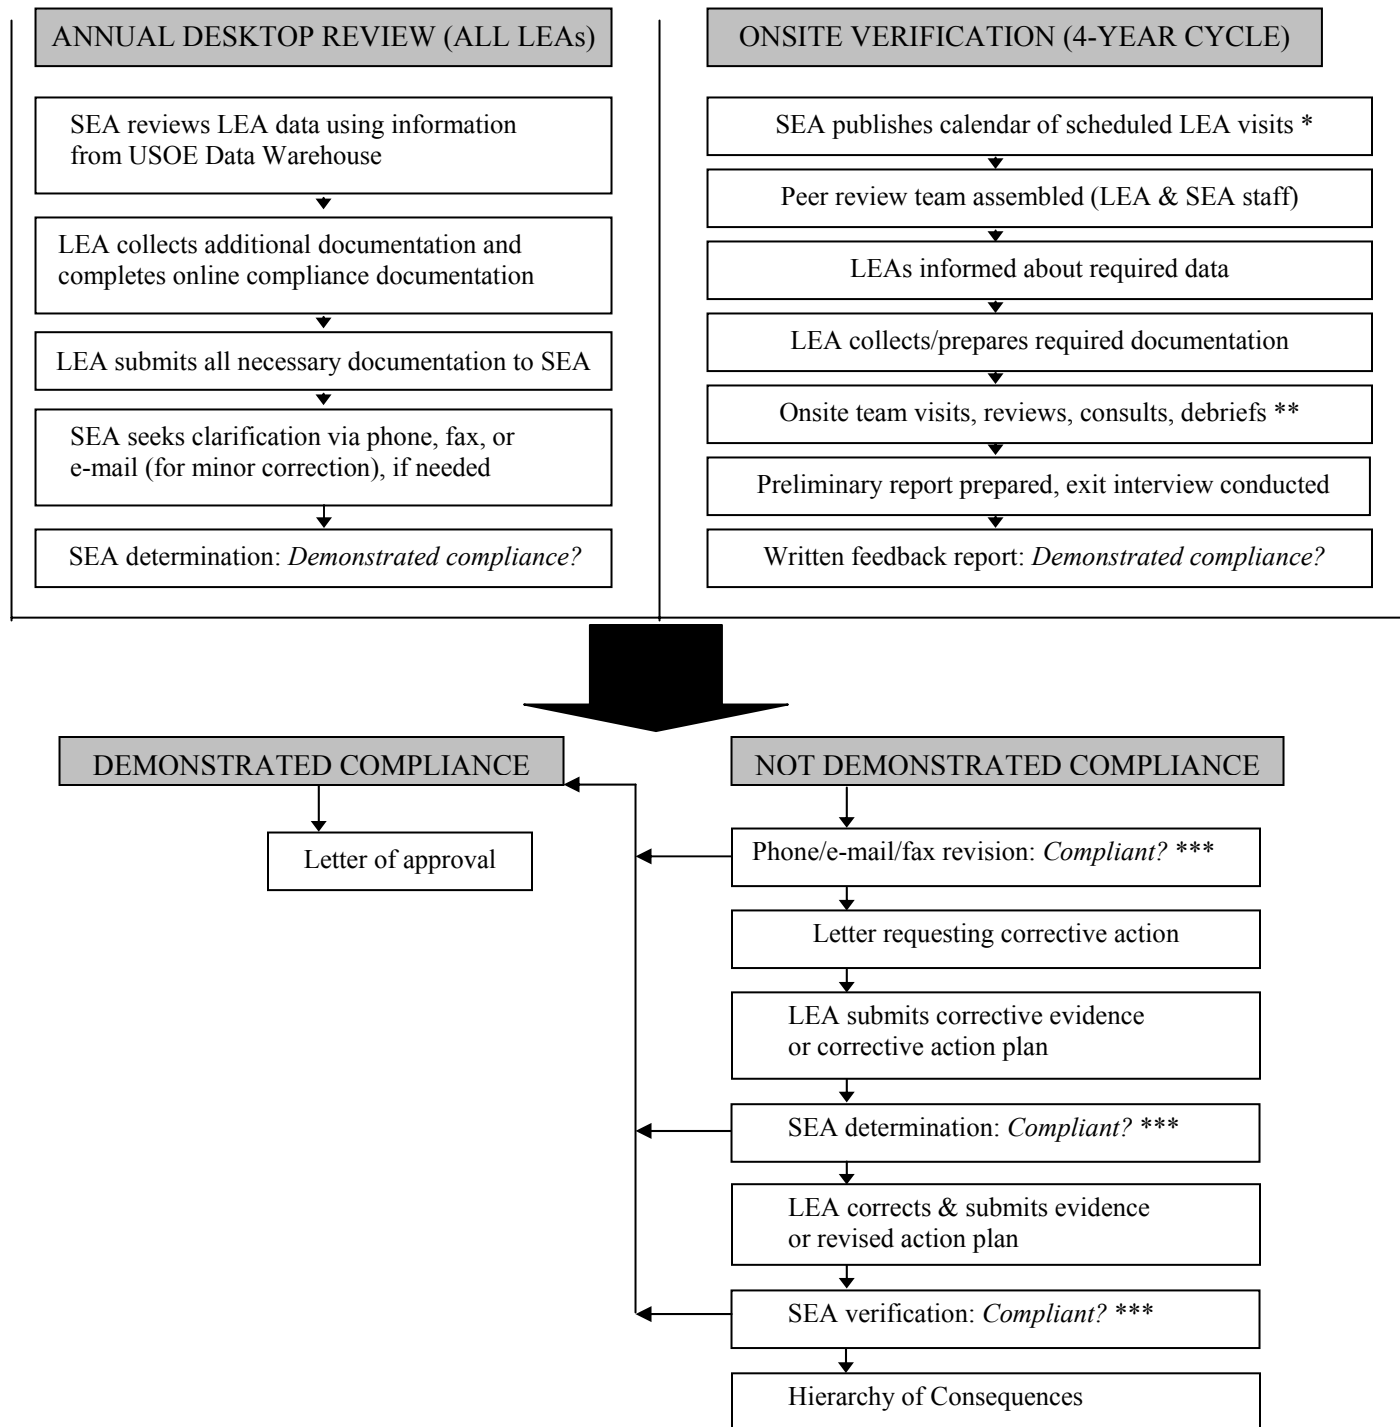 ANNUAL DESKTOP REVIEW (ALL LEAs)
SEA reviews LEA data using information
from USOE Data Warehouse
LEA collects additional documentation and
completes online compliance documentation
LEA submits all necessary documentation to SEA
SEA seeks clarification via phone, fax, or
e-mail (for minor correction), if needed
SEA determination: Demonstrated compliance?
ONSITE VERIFICATION (4-YEAR CYCLE)
SEA publishes calendar of scheduled LEA visits *
Peer review team assembled (LEA & SEA staff)
LEAs informed about required data
LEA collects/prepares required documentation
Onsite team visits, reviews, consults, debriefs **
Preliminary report prepared, exit interview conducted
Written feedback report: Demonstrated compliance?
DEMONSTRATED COMPLIANCE
Letter of approval
NOT DEMONSTRATED COMPLIANCE
Phone/e-mail/fax revision: Compliant? ***
Letter requesting corrective action
LEA submits corrective evidence
or corrective action plan
SEA determination: Compliant? ***
LEA corrects & submits evidence
or revised action plan
SEA verification: Compliant? ***
Hierarchy of Consequences